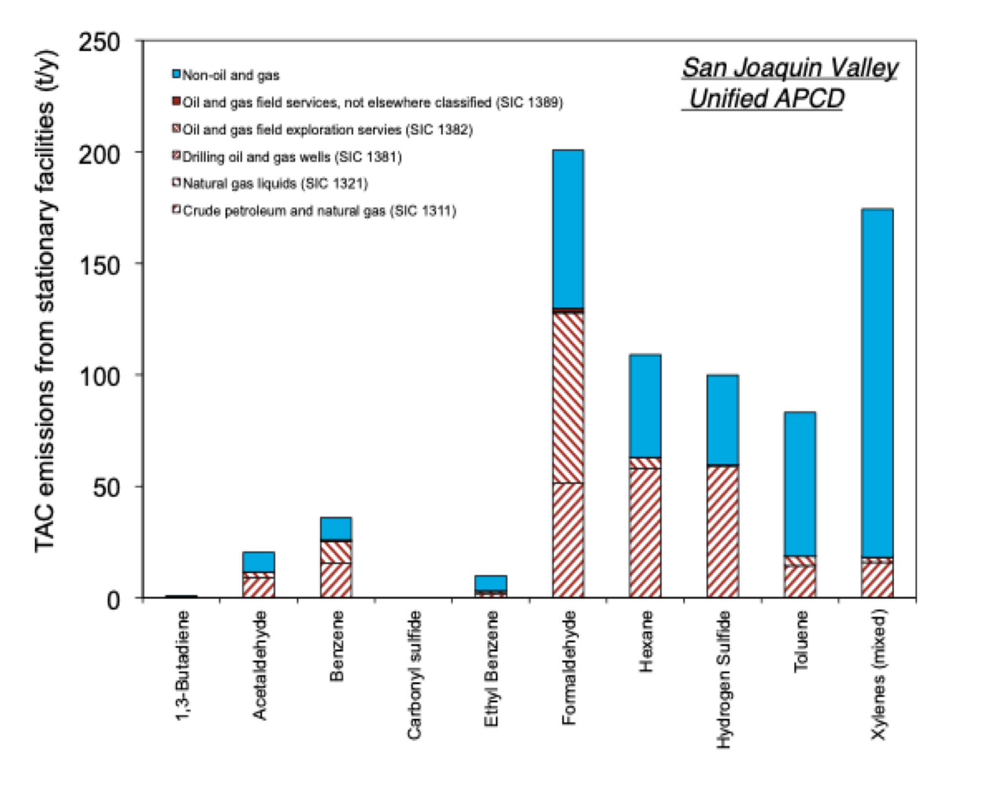 TAC emissions from stationary facilities (t/y)
250
200
150
100
50
0
San Joaquin Valley
Unified APCD
Non-oil and gas
Oil and gas field services, not elsewhere classified (SIC 1389)
Oil and gas field exploration servies (SIC 1382)
Drilling oil and gas wells (SIC 1381)
Natural gas liquids (SIC 1321)
Crude petroleum and natural gas (SIC 1311)
1,3-Butadiene
Acetaldehyde
Benzene
Carbonyl sulfide
Ethyl Benzene
Formaldehyde
Hexane
Hydrogen Sulfide
Toluene
Xylenes (mixed)